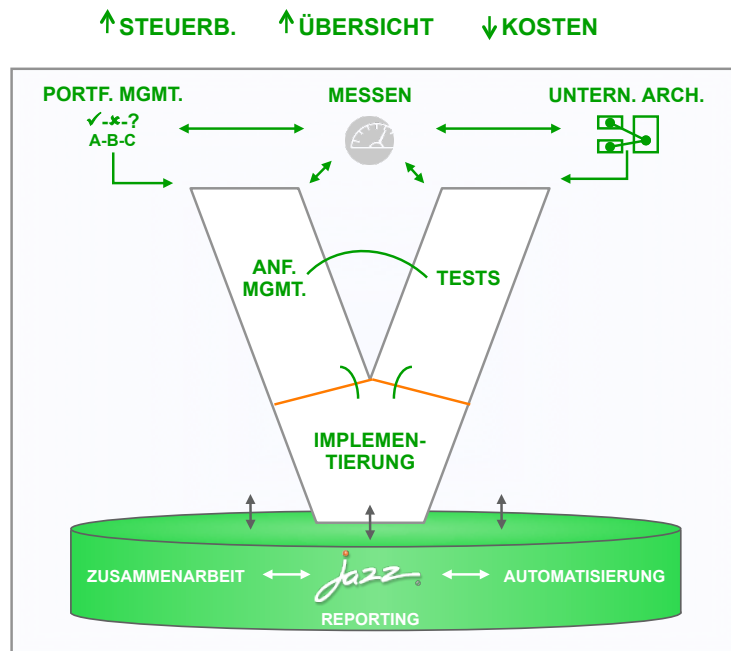 STEUERB. ÜBERSICHT KOSTEN
PORTF. MGMT. MESSEN UNTERN. ARCH.
✓-✖-?
A-B-C
ANF.
MGMT.
TESTS
IMPLEMEN-
TIERUNG
ZUSAMMENARBEIT jazz AUTOMATISIERUNG
REPORTING